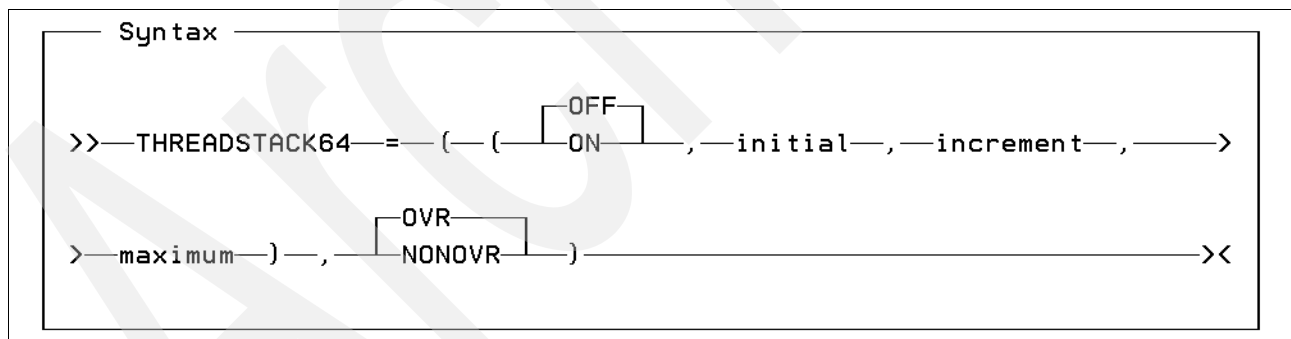 Syntax
OFF
>>—THREADSTACK64—=—(—(—ON—,—initial—,—increment—,—>
OVR
>—maximum—)—,—NONOVR—)—><